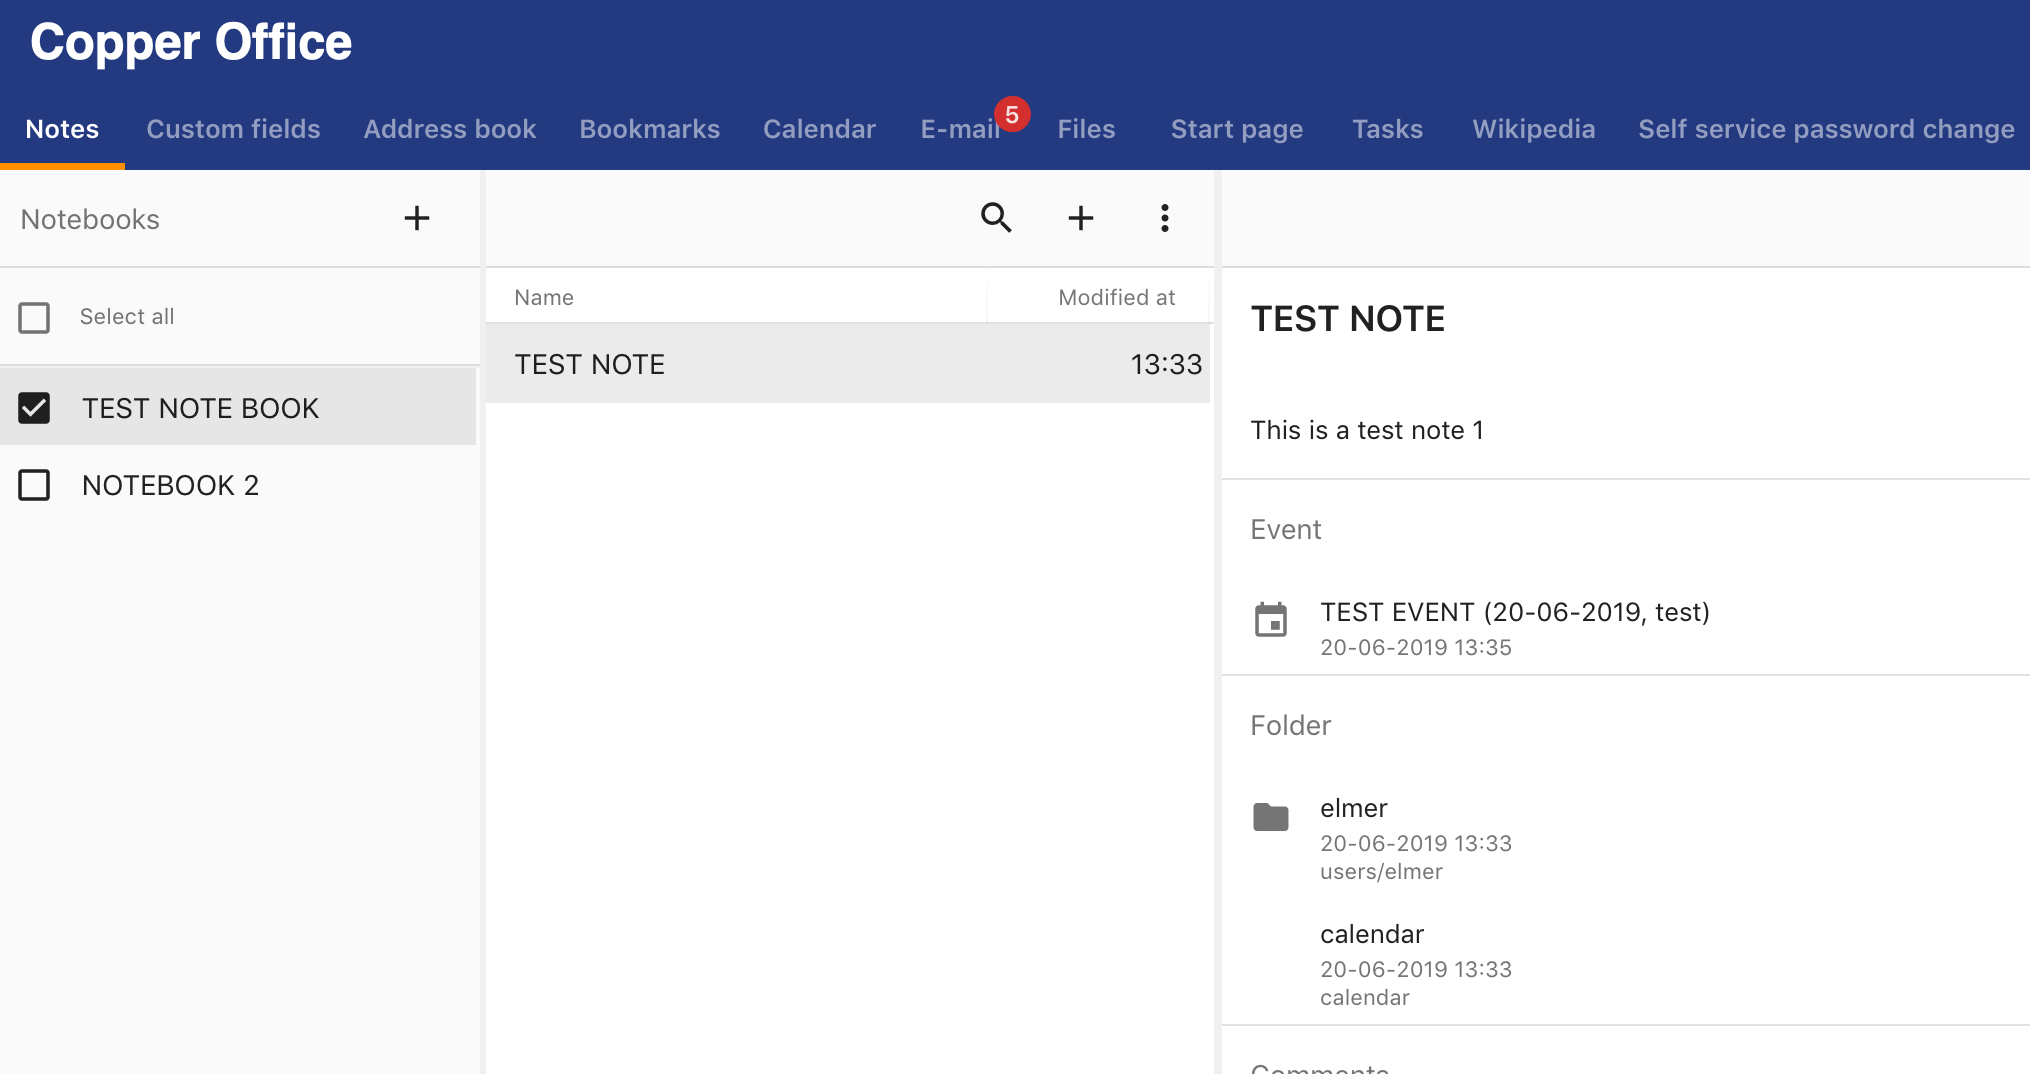 Copper Office
Notes Custom fields Address book Bookmarks Calendar E-mail 5 Files Start page Tasks Wikipedia Self service password change
Notebooks
Select all
TEST NOTE BOOK
NOTEBOOK 2
Name Modified at
TEST NOTE 13:33
TEST NOTE
This is a test note 1
Event
TEST EVENT (20-06-2019, test)
20-06-2019 13:35
Folder
elmer
20-06-2019 13:33
users/elmer
calendar
20-06-2019 13:33
calendar
Comments